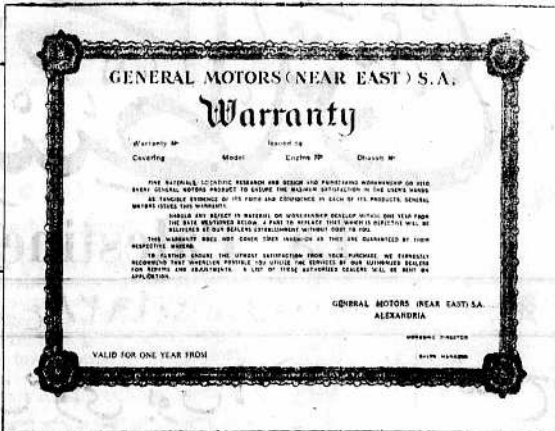 GENERAL MOTORS (NEAR EAST) S.A.
Warranty
Warranty Nº Issued to
Covering Model Engine Nº Chassis Nº
FINE MATERIALS, SCIENTIFIC RESEARCH AND DESIGN AND PAINSTAKING WORKMANSHIP GO INTO
EVERY GENERAL MOTORS PRODUCT TO ENSURE THE MAXIMUM SATISFACTION IN THE USER'S HANDS
AS TANGIBLE EVIDENCE OF ITS FAITH AND CONFIDENCE IN EACH OF ITS PRODUCTS, GENERAL
MOTORS ISSUES THIS WARRANTY.
SHOULD ANY DEFECT IN MATERIAL OR WORKMANSHIP DEVELOP WITHIN ONE YEAR FROM
THE DATE MENTIONED BELOW, A PART TO REPLACE THAT WHICH IS DEFECTIVE WILL BE
DELIVERED AT OUR DEALERS ESTABLISHMENT WITHOUT COST TO YOU.
THIS WARRANTY DOES NOT COVER TIRES INASMUCH AS THEY ARE GUARANTEED BY THEIR
RESPECTIVE MAKERS.
TO FURTHER ENSURE THE UTMOST SATISFACTION FROM YOUR PURCHASE, WE EXPRESSLY
RECOMMEND THAT WHEREVER POSSIBLE YOU UTILIZE THE SERVICES OF OUR AUTHORIZED DEALERS
FOR REPAIRS AND ADJUSTMENTS. A LIST OF THESE AUTHORIZED DEALERS WILL BE SENT ON
APPLICATION.
GENERAL MOTORS (NEAR EAST) S.A.
ALEXANDRIA
MANAGING DIRECTOR
VALID FOR ONE YEAR FROM
SALES MANAGER